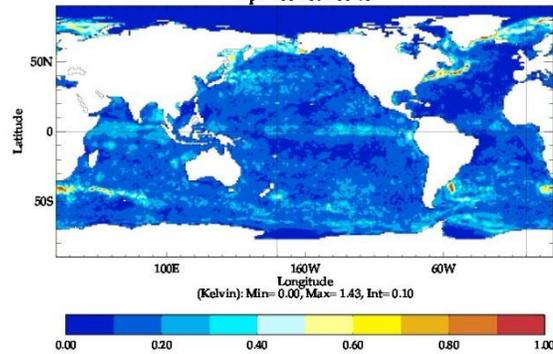 50N
0
50S
Latitude
100E 160W 60W
Longitude
(Kelvin): Min= 0.00, Max= 1.43, Int= 0.10
0.00 0.20 0.40 0.60 0.80 1.00